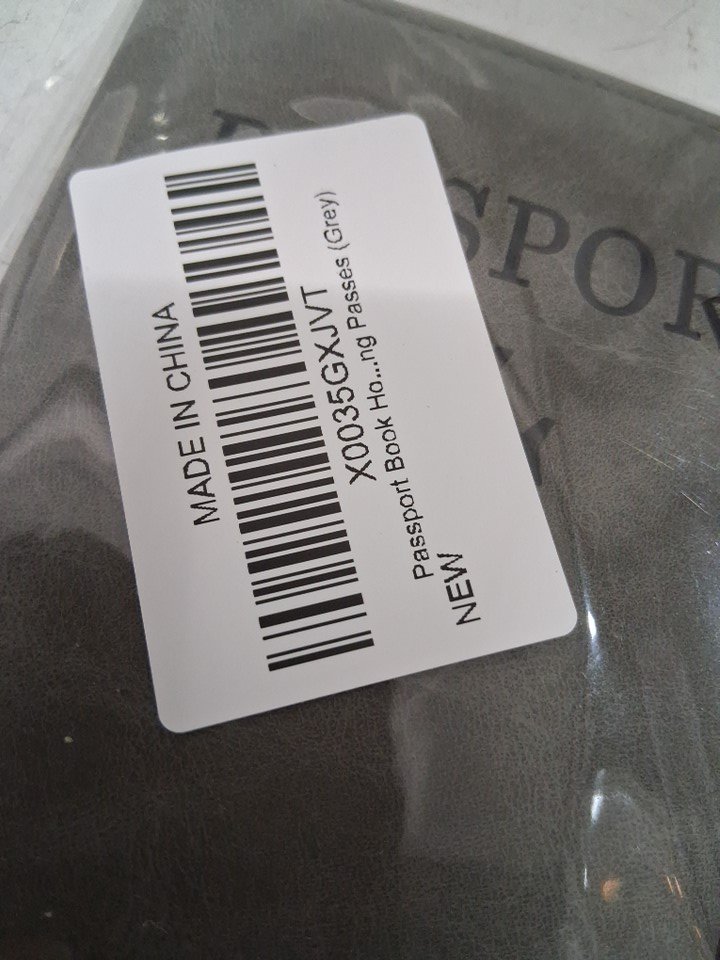 MADE IN CHINA
X0035GXJVT
Passport Book Ho...ng Passes (Grey)
NEW
SPOR